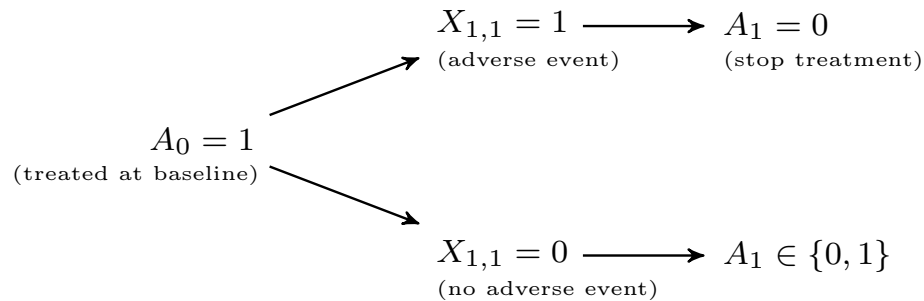 X_{1,1} = 1
(adverse event)
A_1 = 0
(stop treatment)
A_0 = 1
(treated at baseline)
X_{1,1} = 0
(no adverse event)
A_1 ∈ {0, 1}